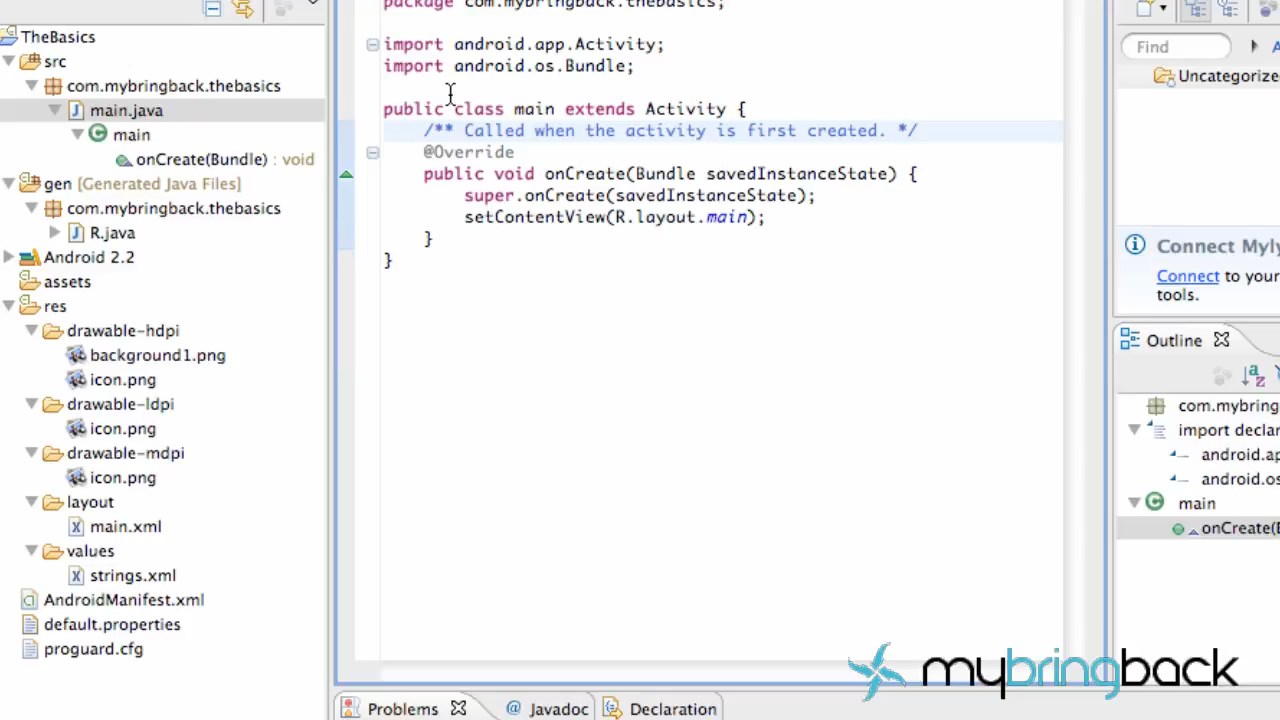 TheBasics
src
com.mybringback.thebasics
main.java
main
onCreate(Bundle) : void
gen [Generated Java Files]
com.mybringback.thebasics
R.java
Android 2.2
assets
res
drawable-hdpi
background1.png
icon.png
drawable-ldpi
icon.png
drawable-mdpi
icon.png
layout
main.xml
values
strings.xml
AndroidManifest.xml
default.properties
proguard.cfg
package com.mybringback.thebasics;
import android.app.Activity;
import android.os.Bundle;
public class main extends Activity {
/** Called when the activity is first created. */
@Override
public void onCreate(Bundle savedInstanceState) {
super.onCreate(savedInstanceState);
setContentView(R.layout.main);
}
}
Find
A
Uncategorize
Connect Myly
Connect to your
tools.
Outline
com.mybring
import declar
android.ap
android.os
main
onCreate(B
mybringback
Problems
@ Javadoc
Declaration